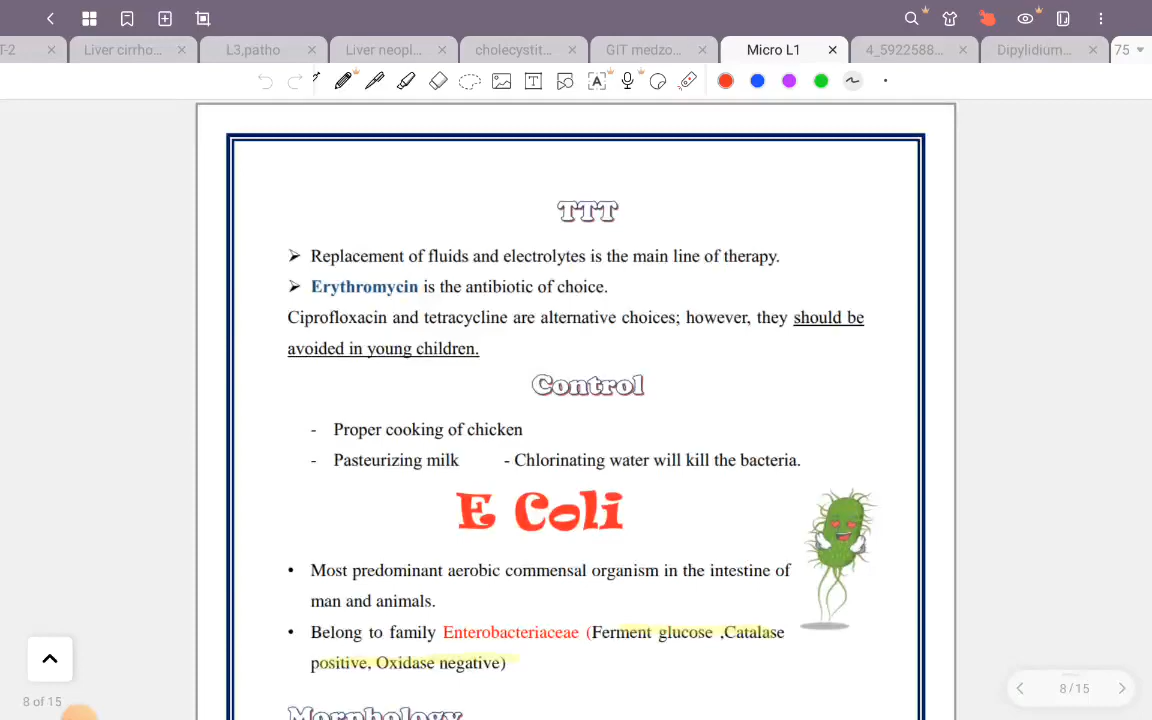 T-2
Liver cirrho...
L3,patho
Liver neopl...
cholecystit...
GIT medzo...
Micro L1
4_5922588...
Dipylidium...
75
TTT
➢ Replacement of fluids and electrolytes is the main line of therapy.
➢ Erythromycin is the antibiotic of choice.
Ciprofloxacin and tetracycline are alternative choices; however, they should be
avoided in young children.
Control
- Proper cooking of chicken
- Pasteurizing milk - Chlorinating water will kill the bacteria.
E Coli
• Most predominant aerobic commensal organism in the intestine of
man and animals.
• Belong to family Enterobacteriaceae (Ferment glucose ,Catalase
positive, Oxidase negative)
Morphology
8 of 15
8/15